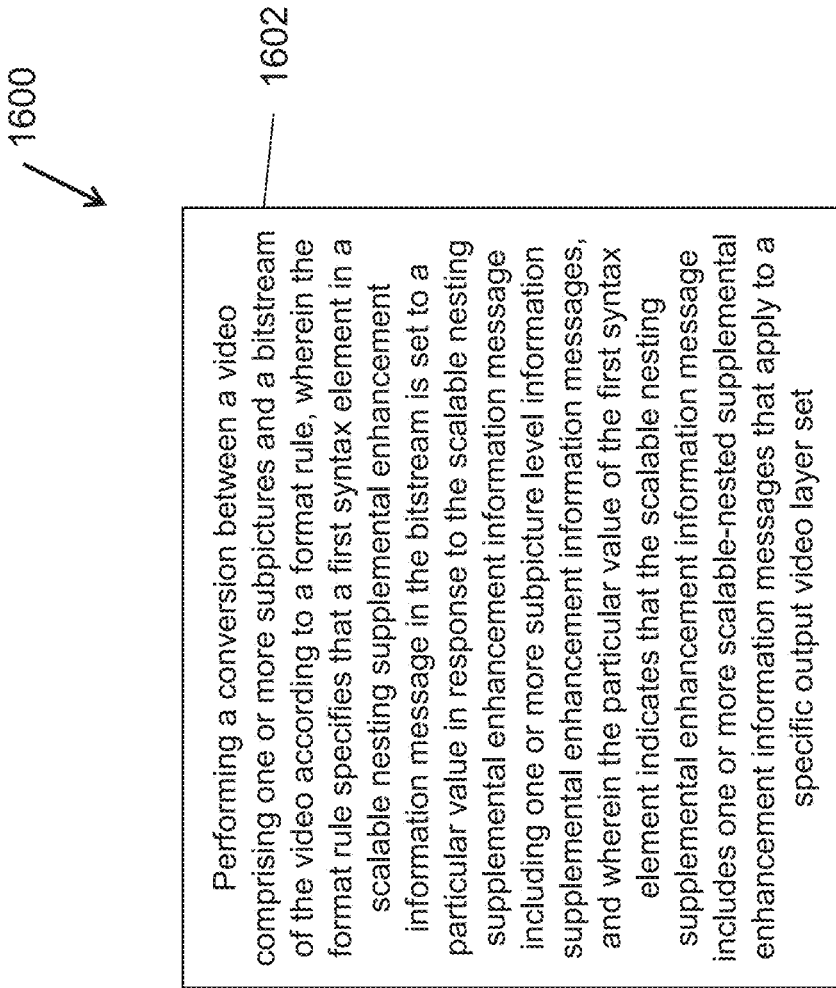 1600
1602
Performing a conversion between a video
comprising one or more subpictures and a bitstream
of the video according to a format rule, wherein the
format rule specifies that a first syntax element in a
scalable nesting supplemental enhancement
information message in the bitstream is set to a
particular value in response to the scalable nesting
supplemental enhancement information message
including one or more subpicture level information
supplemental enhancement information messages,
and wherein the particular value of the first syntax
element indicates that the scalable nesting
supplemental enhancement information message
includes one or more scalable-nested supplemental
enhancement information messages that apply to a
specific output video layer set